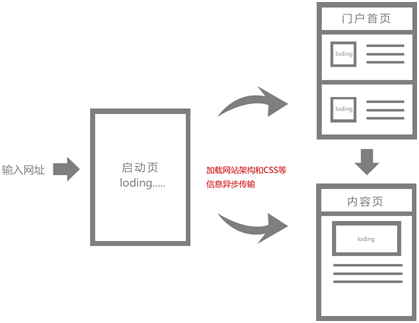 输入网址
启动页
loding.....
加载网站架构和CSS等
信息异步传输
门户首页
loding
loding
内容页
loding